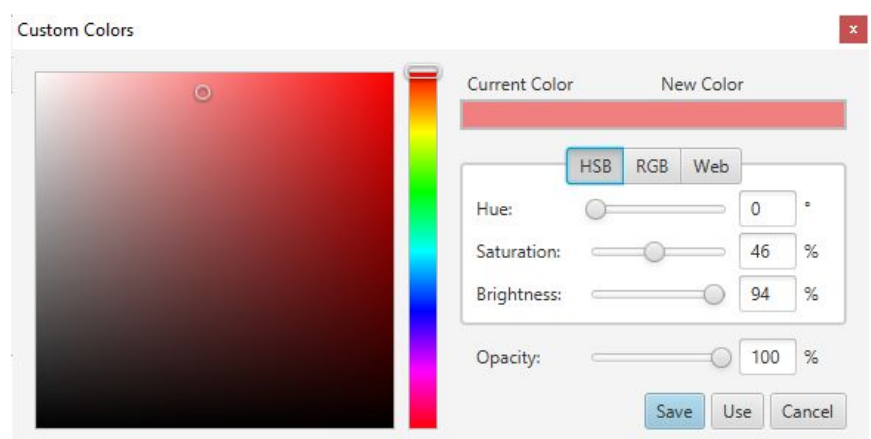 Custom Colors x
Current Color New Color
HSB RGB Web
Hue: 0 °
Saturation: 46 %
Brightness: 94 %
Opacity: 100 %
Save Use Cancel